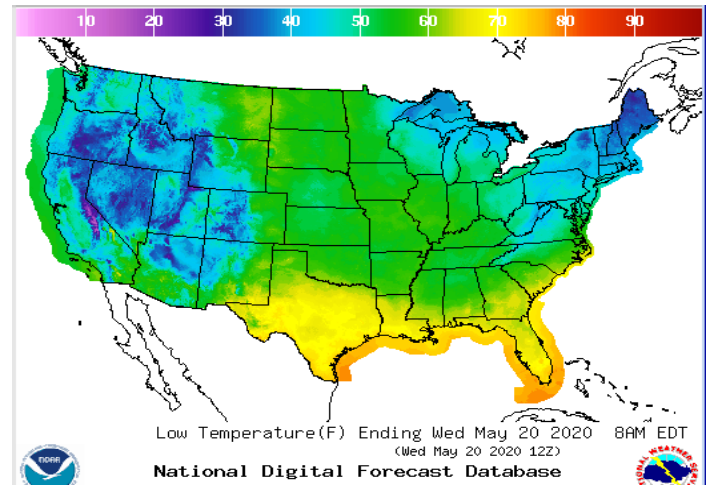 10 20 30 40 50 60 70 80 90
Low Temperature(F) Ending Wed May 20 2020 8AM EDT
(Wed May 20 2020 12Z)
National Digital Forecast Database
noaa